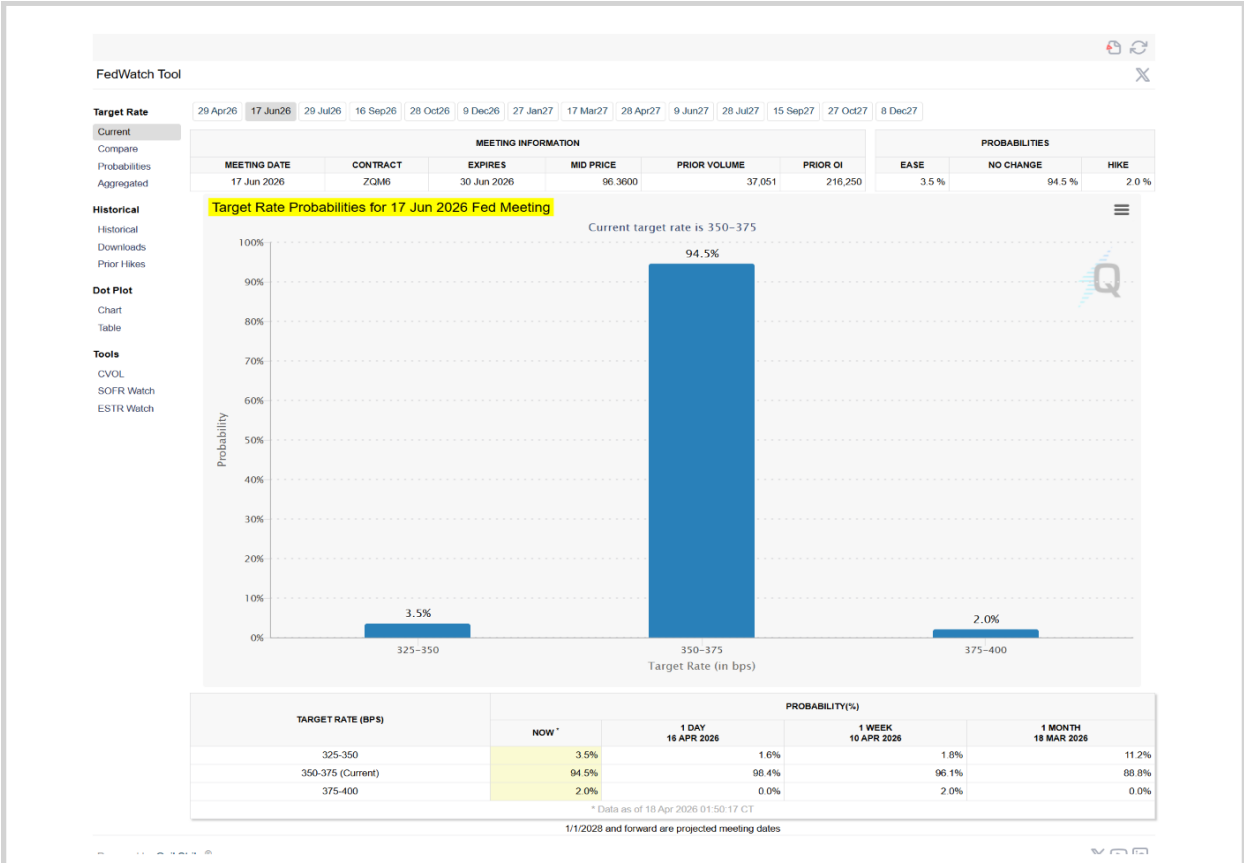 FedWatch Tool
Target Rate
Current
Compare
Probabilities
Aggregated
Historical
Historical
Downloads
Prior Hikes
Dot Plot
Chart
Table
Tools
CVOL
SOFR Watch
ESTR Watch
29 Apr26 17 Jun26 29 Jul26 16 Sep26 28 Oct26 9 Dec26 27 Jan27 17 Mar27 28 Apr27 9 Jun27 28 Jul27 15 Sep27 27 Oct27 8 Dec27
MEETING INFORMATION
MEETING DATE CONTRACT EXPIRES MID PRICE PRIOR VOLUME PRIOR OI
17 Jun 2026 ZQM6 30 Jun 2026 96.3600 37,051 216,250
PROBABILITIES
EASE NO CHANGE HIKE
3.5 % 94.5 % 2.0 %
Target Rate Probabilities for 17 Jun 2026 Fed Meeting
Current target rate is 350–375
Q
Probability
100%
90%
80%
70%
60%
50%
40%
30%
20%
10%
0%
3.5%
94.5%
2.0%
325–350 350–375 375–400
Target Rate (in bps)
TARGET RATE (BPS) PROBABILITY(%)
NOW * 1 DAY 1 WEEK 1 MONTH
16 APR 2026 10 APR 2026 18 MAR 2026
325-350 3.5% 1.6% 1.8% 11.2%
350-375 (Current) 94.5% 98.4% 96.1% 88.8%
375-400 2.0% 0.0% 2.0% 0.0%
* Data as of 18 Apr 2026 01:50:17 CT
1/1/2028 and forward are projected meeting dates